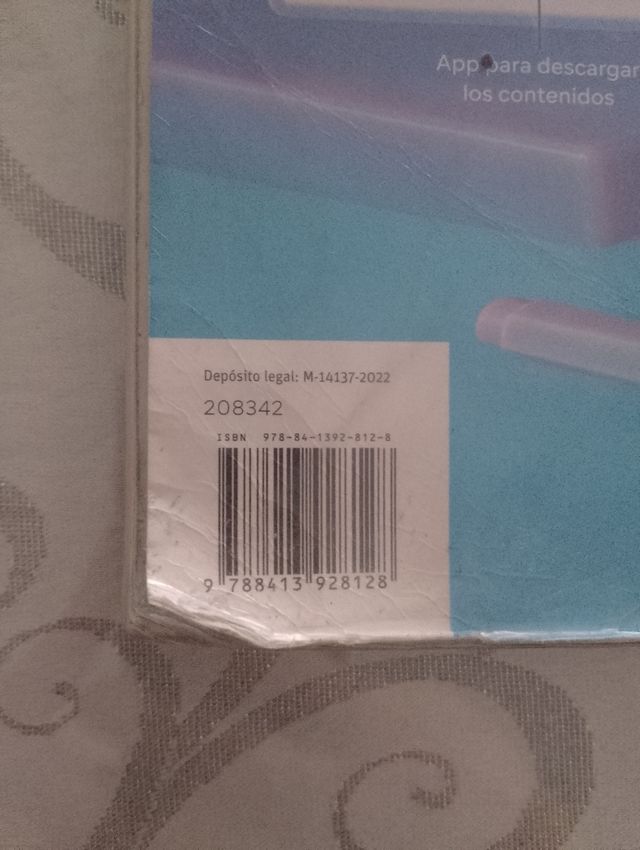 App para descargar
los contenidos
Depósito legal: M-14137-2022
208342
ISBN 978-84-1392-812-8
9 788413 928128